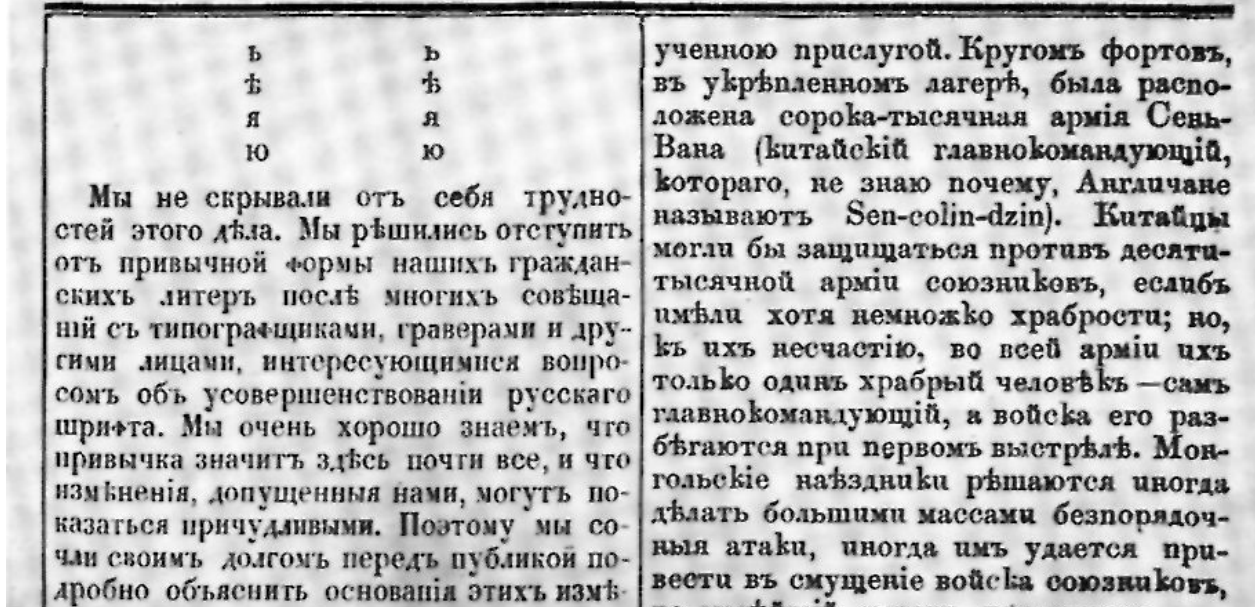 ь ь
ѣ ѣ
я я
ю ю
Мы не скрывали отъ себя трудно-
стей этого дѣла. Мы рѣшились отступить
отъ привычной формы нашихъ граждан-
скихъ литеръ послѣ многихъ совѣща-
ній съ типографщиками, граверами и дру-
гими лицами, интересующимися вопро-
сомъ объ усовершенствованіи русскаго
шрифта. Мы очень хорошо знаемъ, что
привычка значитъ здѣсь почти все, и что
измѣненія, допущенныя нами, могутъ по-
казаться причудливыми. Поэтому мы со-
чли своимъ долгомъ передъ публикой по-
дробно объяснить основанія этихъ измѣ-
ученною прислугой. Кругомъ фортовъ,
въ укрѣпленномъ лагерѣ, была распо-
ложена сорока-тысячная армія Сень-
Вана (китайскій главнокомандующій,
котораго, не знаю почему, Англичане
называютъ Sen-colin-dzin). Китайцы
могли бы защищаться противъ десяти-
тысячной арміи союзниковъ, еслибъ
имѣли хотя немножко храбрости; но,
къ ихъ несчастію, во всей арміи ихъ
только одинъ храбрый человѣкъ —самъ
главнокомандующій, а войска его раз-
бѣгаются при первомъ выстрѣлѣ. Мон-
гольскіе наѣздники рѣшаются иногда
дѣлать большими массами безпорядоч-
ныя атаки, иногда имъ удается при-
вести въ смущеніе войска союзниковъ,